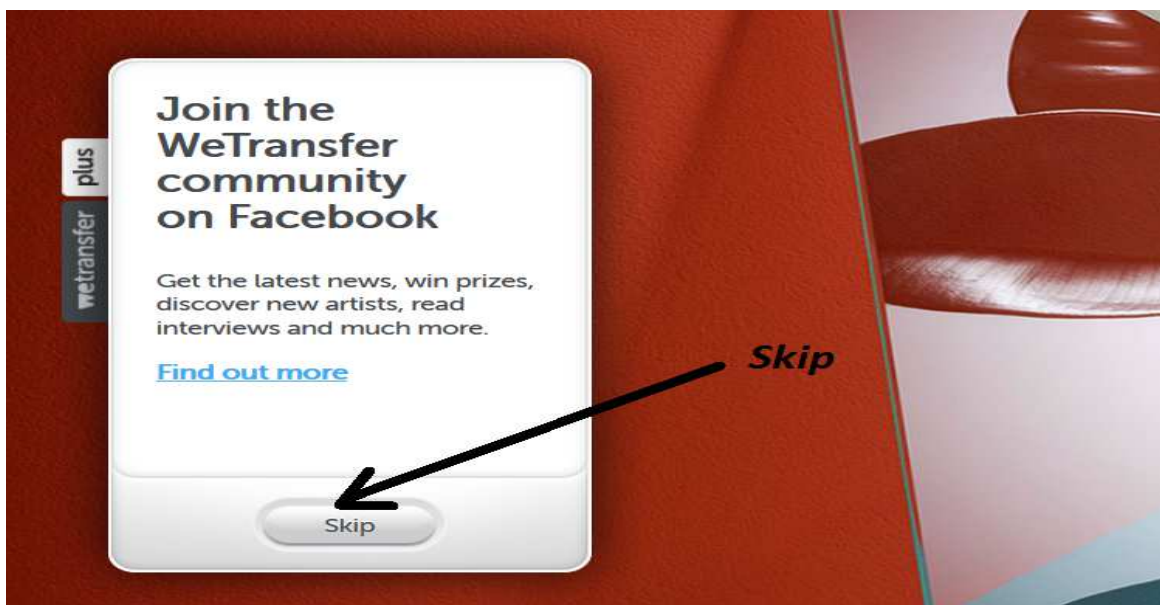 Join the
WeTransfer
community
on Facebook
plus
wetransfer
Get the latest news, win prizes,
discover new artists, read
interviews and much more.
Find out more
Skip
Skip